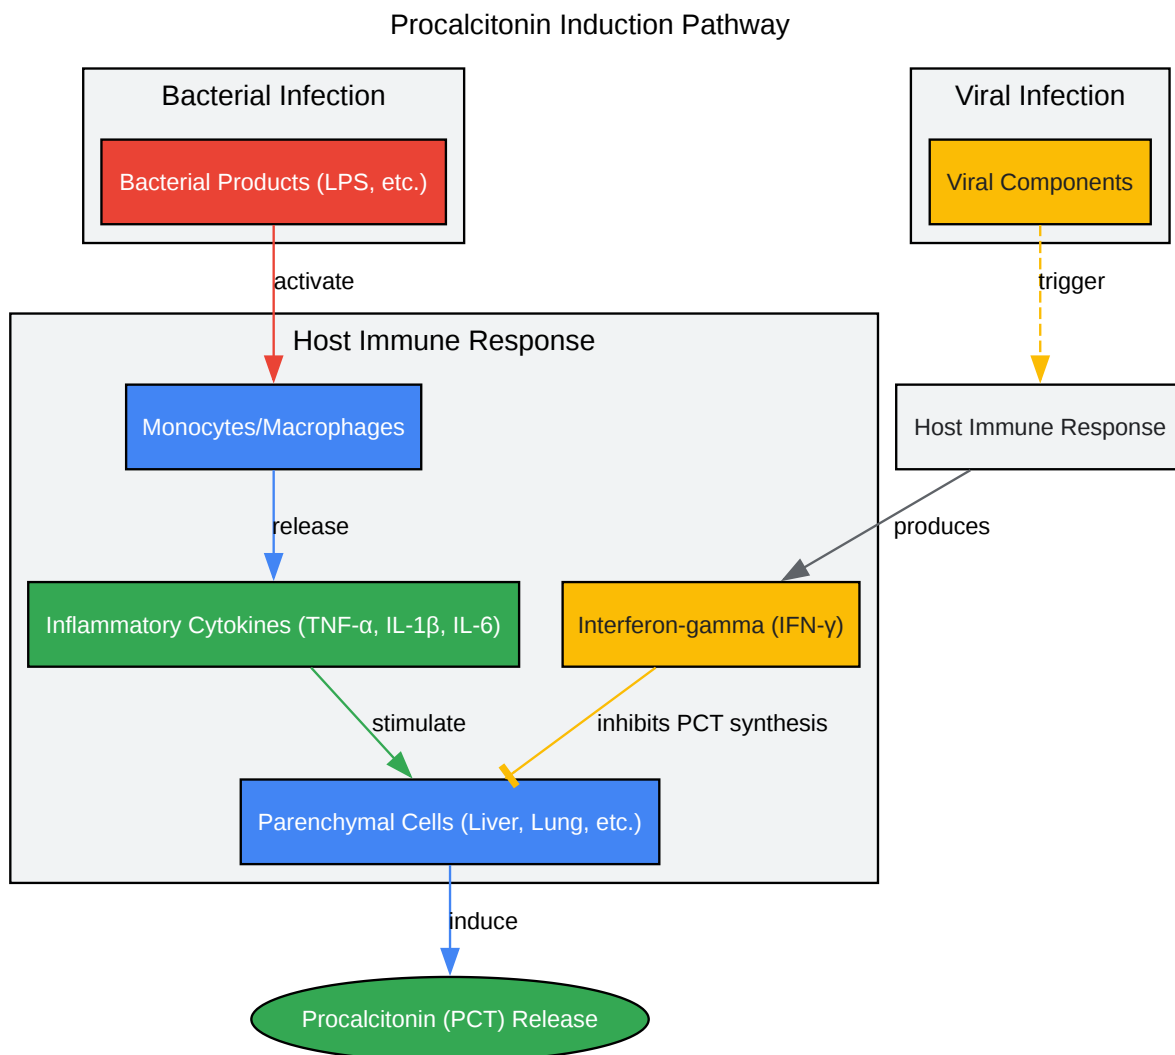 Procalcitonin Induction Pathway
Bacterial Infection
Viral Infection
Bacterial Products (LPS, etc.)
Viral Components
activate
trigger
Host Immune Response
Monocytes/Macrophages
Host Immune Response
release
produces
Inflammatory Cytokines (TNF-α, IL-1β, IL-6)
Interferon-gamma (IFN-γ)
stimulate
inhibits PCT synthesis
Parenchymal Cells (Liver, Lung, etc.)
induce
Procalcitonin (PCT) Release